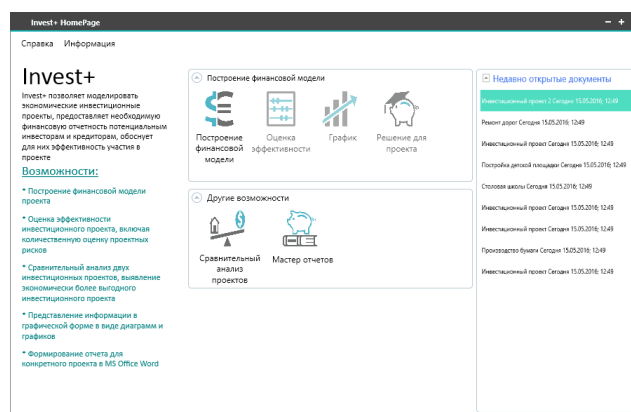 Invest+ HomePage
Справка Информация
Invest+
Invest+ позволяет моделировать
экономические инвестиционные
проекты, предоставляет необходимую
финансовую отчетность потенциальным
инвесторам и кредиторам, обоснует
для них эффективность участия в
проекте
Возможности:
* Построение финансовой модели
проекта
* Оценка эффективности
инвестиционного проекта, включая
количественную оценку проектных
рисков
* Сравнительный анализ двух
инвестиционных проектов, выявление
экономически более выгодного
инвестиционного проекта
* Представление информации в
графической форме в виде диаграмм и
графиков
* Формирование отчета для
конкретного проекта в MS Office Word
Построение финансовой модели
Построение
финансовой
модели
Оценка
эффективности
График
Решение для
проекта
Другие возможности
Сравнительный
анализ
проектов
Мастер отчетов
Недавно открытые документы
Инвестиционный проект 2 Сегодня 15.05.2016; 12:49
Ремонт дорог Сегодня 15.05.2016; 12:49
Инвестиционный проект Сегодня 15.05.2016; 12:49
Постройка детской площадки Сегодня 15.05.2016; 12:49
Столовая школы Сегодня 15.05.2016; 12:49
Инвестиционный проект Сегодня 15.05.2016; 12:49
Инвестиционный проект Сегодня 15.05.2016; 12:49
Производство бумаги Сегодня 15.05.2016; 12:49
Инвестиционный проект Сегодня 15.05.2016; 12:49